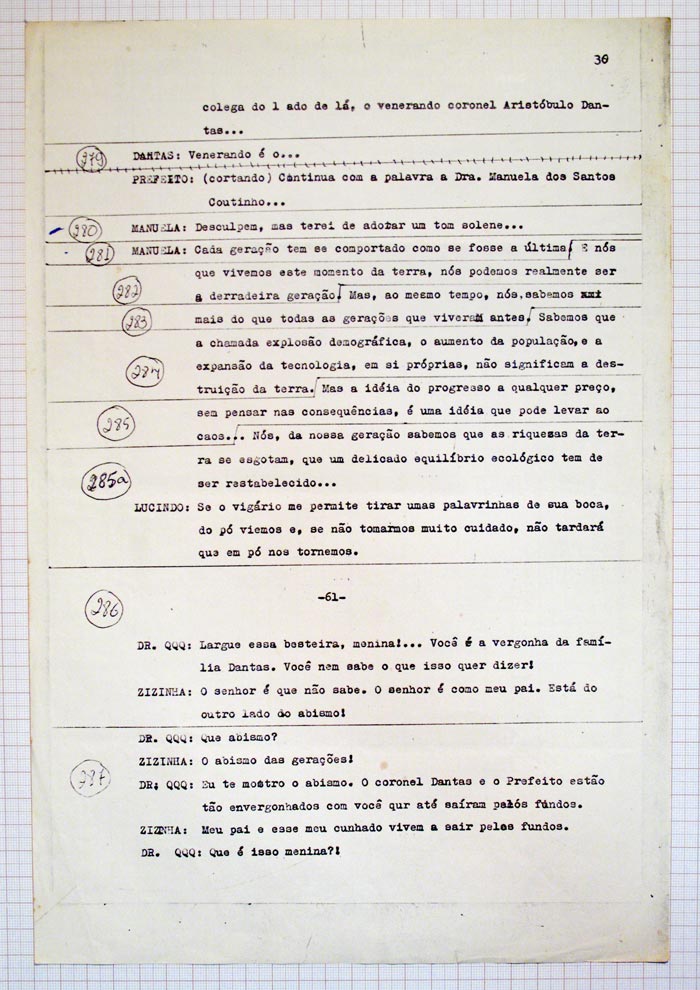 30
colega do l ado de lá, o venerando coronel Aristóbulo Dan-
tas...
279
DANTAS: Venerando é o...
PREFEITO: (cortando) Continua com a palavra a Dra. Manuela dos Santos
Coutinho...
280
MANUELA: Desculpem, mas terei de adotar um tom solene...
281
MANUELA: Cada geração tem se comportado como se fosse a última. E nós
que vivemos este momento da terra, nós podemos realmente ser
282
a derradeira geração. Mas, ao mesmo tempo, nós, sabemos xxi
283
mais do que todas as gerações que viveram antes. Sabemos que
a chamada explosão demográfica, o aumento da população, e a
284
expansão da tecnologia, em si próprias, não significam a des-
truição da terra. Mas a idéia do progresso a qualquer preço,
sem pensar nas consequências, é uma idéia que pode levar ao
285
caos... Nós, da nossa geração sabemos que as riquezas da ter-
ra se esgotam, que um delicado equilíbrio ecológico tem de
285a
ser restabelecido...
LUCINDO: Se o vigário me permite tirar umas palavrinhas de sua boca,
do pó viemos e, se não tomarmos muito cuidado, não tardará
que em pó nos tornemos.
-61-
286
DR. QQQ: Largue essa besteira, menina!... Você é a vergonha da famí-
lia Dantas. Você nem sabe o que isso quer dizer!
ZIZINHA: O senhor é que não sabe. O senhor é como meu pai. Está do
outro lado do abismo!
DR. QQQ: Que abismo?
ZIZINHA: O abismo das gerações!
287
DR. QQQ: Eu te mostro o abismo. O coronel Dantas e o Prefeito estão
tão envergonhados com você qur até saíram pelós fúndos.
ZIZINHA: Meu pai e esse meu cunhado vivem a sair pelos fundos.
DR. QQQ: Que é isso menina?!